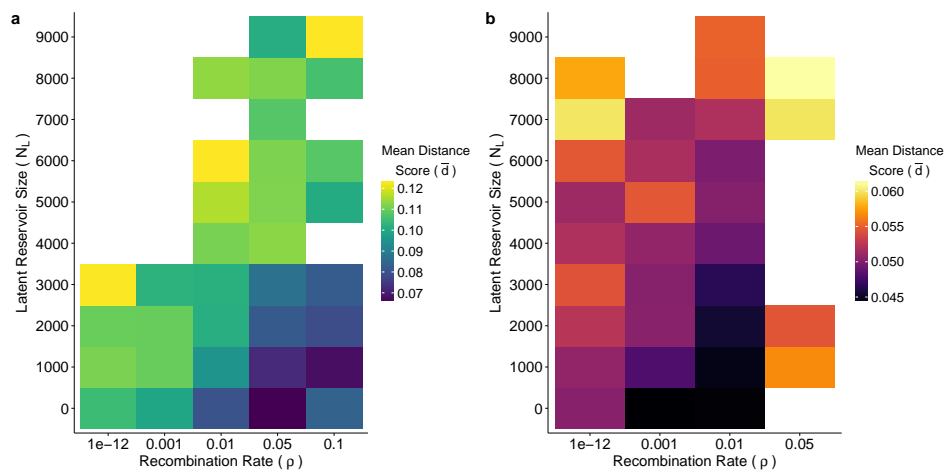 a
Latent Reservoir Size ( N_L )
9000
8000
7000
6000
5000
4000
3000
2000
1000
0
1e−12 0.001 0.01 0.05 0.1
Recombination Rate ( ρ )
Mean Distance
Score ( d̅ )
0.12
0.11
0.10
0.09
0.08
0.07
b
Latent Reservoir Size ( N_L )
9000
8000
7000
6000
5000
4000
3000
2000
1000
0
1e−12 0.001 0.01 0.05
Recombination Rate ( ρ )
Mean Distance
Score ( d̅ )
0.060
0.055
0.050
0.045